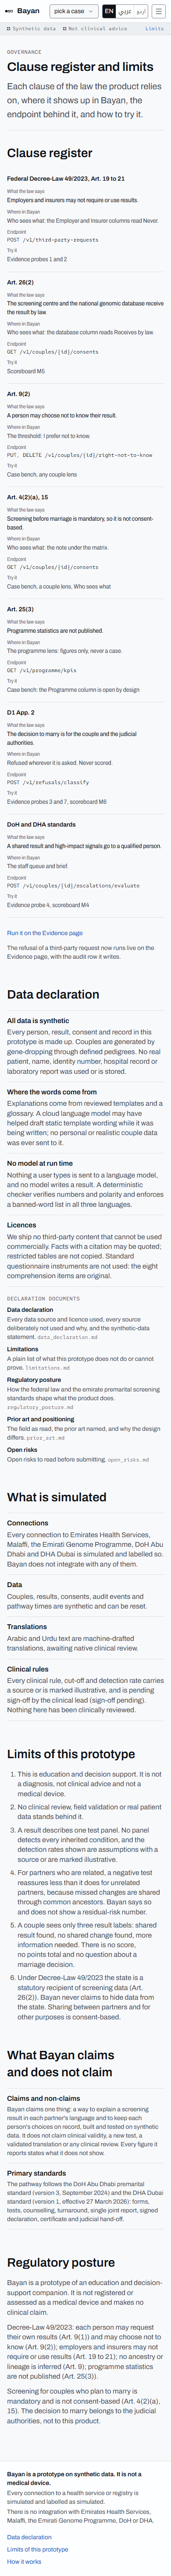 Bayan
pick a case
EN
عربي
اردو
Synthetic data
Not clinical advice
Limits
GOVERNANCE
Clause register and limits
Each clause of the law the product relies
on, where it shows up in Bayan, the
endpoint behind it, and how to try it.
Clause register
Federal Decree-Law 49/2023, Art. 19 to 21
What the law says
Employers and insurers may not require or use results.
Where in Bayan
Who sees what: the Employer and Insurer columns read Never.
Endpoint
POST /v1/third-party-requests
Try it
Evidence probes 1 and 2
Art. 26(2)
What the law says
The screening centre and the national genomic database receive
the result by law.
Where in Bayan
Who sees what: the database column reads Receives by law.
Endpoint
GET /v1/couples/{id}/consents
Try it
Scoreboard M5
Art. 9(2)
What the law says
A person may choose not to know their result.
Where in Bayan
The threshold: I prefer not to know.
Endpoint
PUT, DELETE /v1/couples/{id}/right-not-to-know
Try it
Case bench, any couple lens
Art. 4(2)(a), 15
What the law says
Screening before marriage is mandatory, so it is not consent-
based.
Where in Bayan
Who sees what: the note under the matrix.
Endpoint
GET /v1/couples/{id}/consents
Try it
Case bench, a couple lens, Who sees what
Art. 25(3)
What the law says
Programme statistics are not published.
Where in Bayan
The programme lens: figures only, never a case.
Endpoint
GET /v1/programme/kpis
Try it
Case bench: the Programme column is open by design
D1 App. 2
What the law says
The decision to marry is for the couple and the judicial
authorities.
Where in Bayan
Refused wherever it is asked. Never scored.
Endpoint
POST /v1/refusals/classify
Try it
Evidence probes 3 and 7, scoreboard M6
DoH and DHA standards
What the law says
A shared result and high-impact signals go to a qualified person.
Where in Bayan
The staff queue and brief.
Endpoint
POST /v1/couples/{id}/escalations/evaluate
Try it
Evidence probe 4, scoreboard M4
Run it on the Evidence page
The refusal of a third-party request now runs live on the
Evidence page, with the audit row it writes.
Data declaration
All data is synthetic
Every person, result, consent and record in this
prototype is made up. Couples are generated by
gene-dropping through defined pedigrees. No real
patient, name, identity number, hospital record or
laboratory report was used or is stored.
Where the words come from
Explanations come from reviewed templates and a
glossary. A cloud language model may have
helped draft static template wording while it was
being written; no personal or realistic couple data
was ever sent to it.
No model at run time
Nothing a user types is sent to a language model,
and no model writes a result. A deterministic
checker verifies numbers and polarity and enforces
a banned-word list in all three languages.
Licences
We ship no third-party content that cannot be used
commercially. Facts with a citation may be quoted;
restricted tables are not copied. Standard
questionnaire instruments are not used: the eight
comprehension items are original.
DECLARATION DOCUMENTS
Data declaration
Every data source and licence used, every source
deliberately not used and why, and the synthetic-data
statement. data_declaration.md
Limitations
A plain list of what this prototype does not do or cannot
prove. limitations.md
Regulatory posture
How the federal law and the emirate premarital screening
standards shape what the product does.
regulatory_posture.md
Prior art and positioning
The field as read, the prior art named, and why the design
differs. prior_art.md
Open risks
Open risks to read before submitting. open_risks.md
What is simulated
Connections
Every connection to Emirates Health Services,
Malaffi, the Emirati Genome Programme, DoH Abu
Dhabi and DHA Dubai is simulated and labelled so.
Bayan does not integrate with any of them.
Data
Couples, results, consents, audit events and
pathway times are synthetic and can be reset.
Translations
Arabic and Urdu text are machine-drafted
translations, awaiting native clinical review.
Clinical rules
Every clinical rule, cut-off and detection rate carries
a source or is marked illustrative, and is pending
sign-off by the clinical lead (sign-off pending).
Nothing here has been clinically reviewed.
Limits of this prototype
1. This is education and decision support. It is not
a diagnosis, not clinical advice and not a
medical device.
2. No clinical review, field validation or real patient
data stands behind it.
3. A result describes one test panel. No panel
detects every inherited condition, and the
detection rates shown are assumptions with a
source or are marked illustrative.
4. For partners who are related, a negative test
reassures less than it does for unrelated
partners, because missed changes are shared
through common ancestors. Bayan says so
and does not show a residual-risk number.
5. A couple sees only three result labels: shared
result found, no shared change found, more
information needed. There is no score,
no point total and no question about a
marriage decision.
6. Under Decree-Law 49/2023 the state is a
statutory recipient of screening data (Art.
26(2)). Bayan never claims to hide data from
the state. Sharing between partners and for
other purposes is consent-based.
What Bayan claims
and does not claim
Claims and non-claims
Bayan claims one thing: a way to explain a screening
result in each partner's language and to keep each
person's choices on record, built and tested on synthetic
data. It does not claim clinical validity, a new test, a
validated translation or any clinical review. Every figure it
reports states what it does not show.
Primary standards
The pathway follows the DoH Abu Dhabi premarital
standard (version 3, September 2024) and the DHA Dubai
standard (version 1, effective 27 March 2026): forms,
tests, counselling, turnaround, single joint report, signed
declaration, certificate and judicial hand-off.
Regulatory posture
Bayan is a prototype of an education and decision-
support companion. It is not registered or
assessed as a medical device and makes no
clinical claim.
Decree-Law 49/2023: each person may request
their own results (Art. 9(1)) and may choose not to
know (Art. 9(2)); employers and insurers may not
require or use results (Art. 19 to 21); no ancestry or
lineage is inferred (Art. 9); programme statistics
are not published (Art. 25(3)).
Screening for couples who plan to marry is
mandatory and is not consent-based (Art. 4(2)(a),
15). The decision to marry belongs to the judicial
authorities, not to this product.
Bayan is a prototype on synthetic data. It is not a
medical device.
Every connection to a health service or registry is
simulated and labelled as simulated.
There is no integration with Emirates Health Services,
Malaffi, the Emirati Genome Programme, DoH or DHA.
Data declaration
Limits of this prototype
How it works